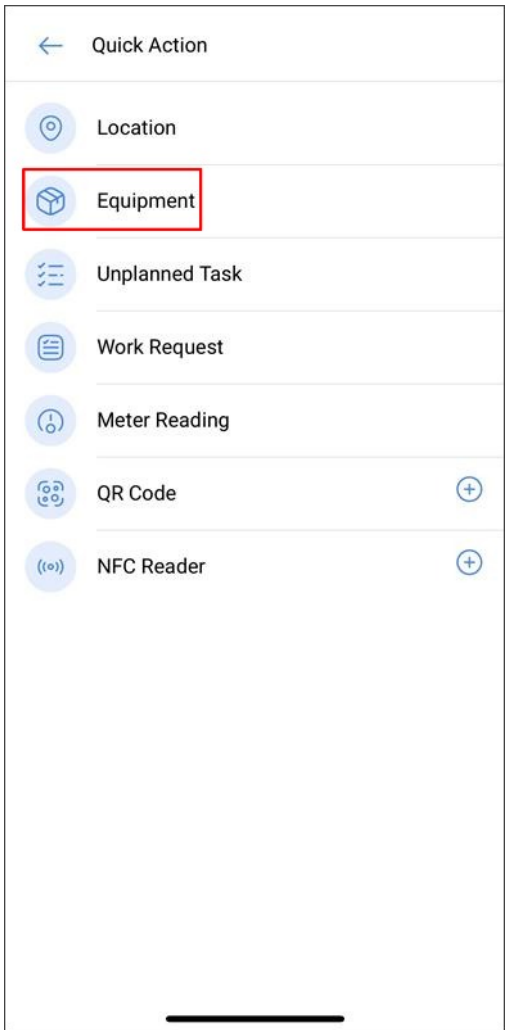 Quick Action
Location
Equipment
Unplanned Task
Work Request
Meter Reading
QR Code
NFC Reader